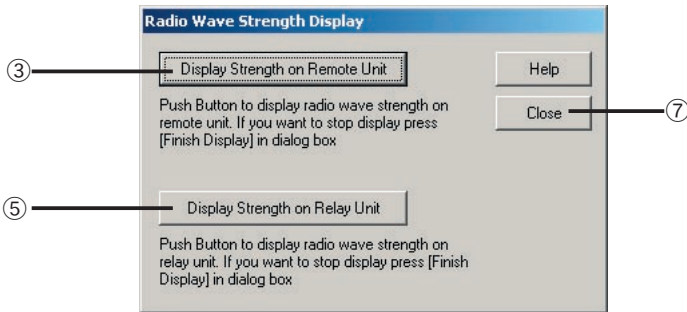 Radio Wave Strength Display
③
Display Strength on Remote Unit
Help
Push Button to display radio wave strength on
remote unit. If you want to stop display press
[Finish Display] in dialog box
Close
⑦
⑤
Display Strength on Relay Unit
Push Button to display radio wave strength on
relay unit. If you want to stop display press [Finish
Display] in dialog box